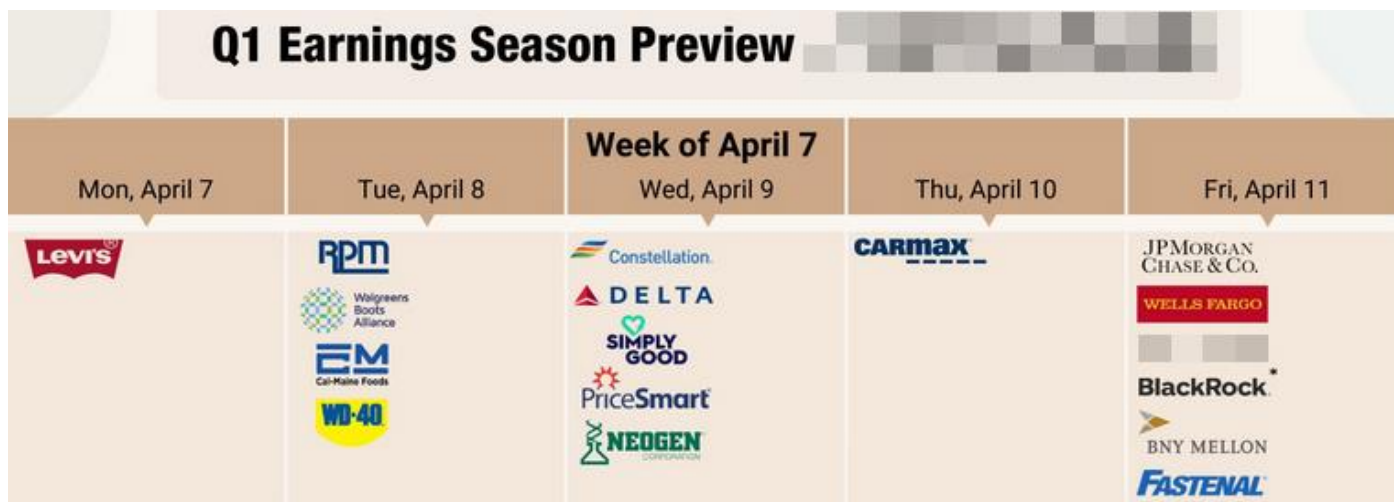 Q1 Earnings Season Preview
Week of April 7
Mon, April 7
Tue, April 8
Wed, April 9
Thu, April 10
Fri, April 11
LEVI'S®
RPM
Walgreens
Boots
Alliance
Cal-Maine Foods
WD-40
Constellation.
DELTA
SIMPLY
GOOD
PriceSmart
NEOGEN
CORPORATION
CARMAX
JPMORGAN
CHASE & CO.
WELLS FARGO
BlackRock.*
BNY MELLON
FASTENAL